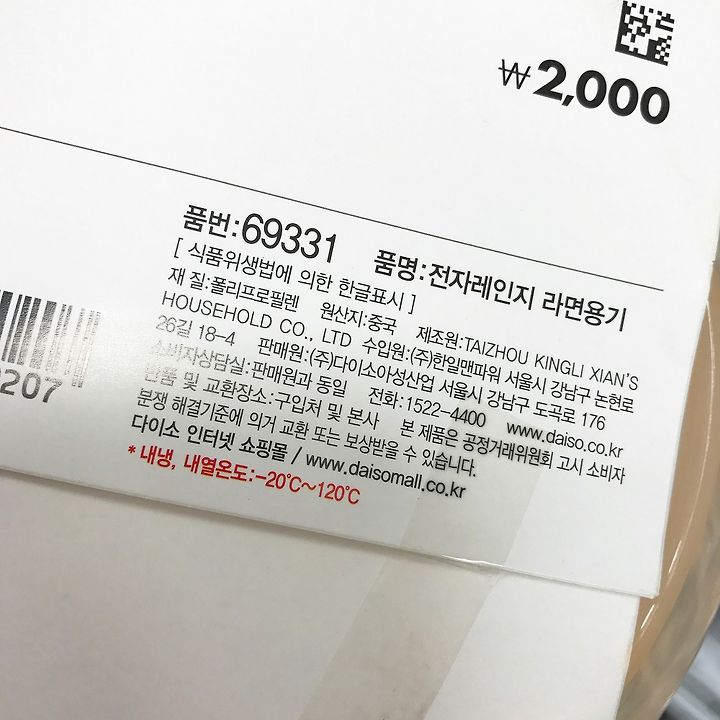 ₩2,000
품번:69331 품명:전자레인지 라면용기
[ 식품위생법에 의한 한글표시 ]
재 질:폴리프로필렌 원산지:중국 제조원:TAIZHOU KINGLI XIAN'S
HOUSEHOLD CO., LTD 수입원:(주)한일맨파워 서울시 강남구 논현로
26길 18-4 판매원:(주)다이소아성산업 서울시 강남구 도곡로 176
소비자상담실:판매원과 동일 전화:1522-4400 www.daiso.co.kr
반품 및 교환장소:구입처 및 본사 본 제품은 공정거래위원회 고시 소비자
분쟁 해결기준에 의거 교환 또는 보상받을 수 있습니다.
다이소 인터넷 쇼핑몰 / www.daisomall.co.kr
* 내냉, 내열온도:-20℃~120℃
207